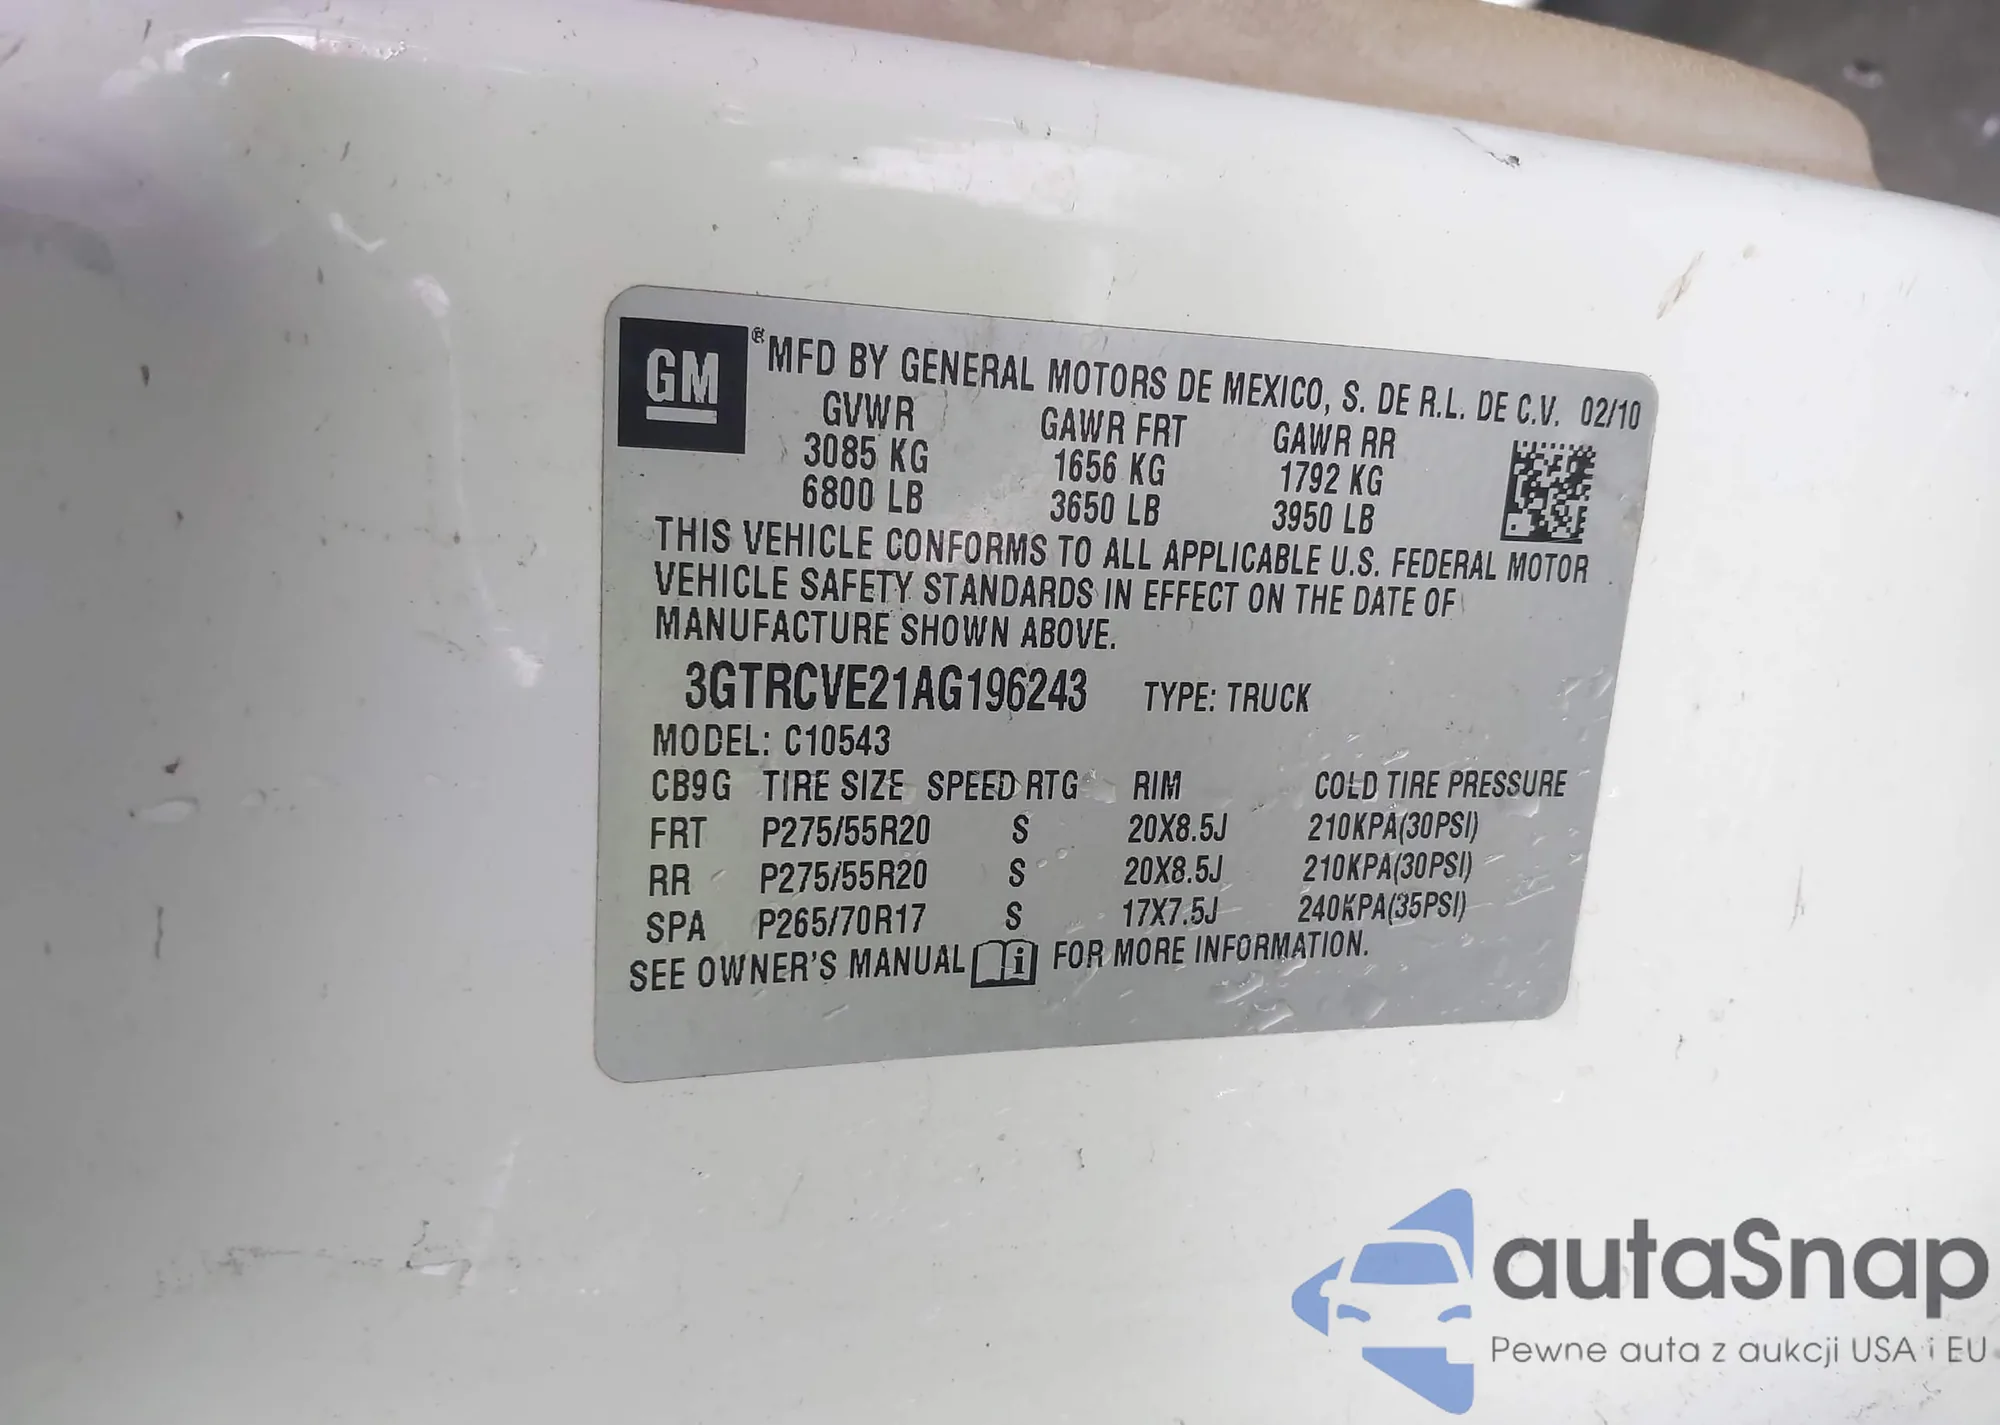 GM
® MFD BY GENERAL MOTORS DE MEXICO, S. DE R.L. DE C.V. 02/10
GVWR GAWR FRT GAWR RR
3085 KG 1656 KG 1792 KG
6800 LB 3650 LB 3950 LB
THIS VEHICLE CONFORMS TO ALL APPLICABLE U.S. FEDERAL MOTOR
VEHICLE SAFETY STANDARDS IN EFFECT ON THE DATE OF
MANUFACTURE SHOWN ABOVE.
3GTRCVE21AG196243 TYPE: TRUCK
MODEL: C10543
CB9G TIRE SIZE SPEED RTG RIM COLD TIRE PRESSURE
FRT P275/55R20 S 20X8.5J 210KPA(30PSI)
RR P275/55R20 S 20X8.5J 210KPA(30PSI)
SPA P265/70R17 S 17X7.5J 240KPA(35PSI)
SEE OWNER'S MANUAL i FOR MORE INFORMATION.
autaSnap
Pewne auta z aukcji USA i EU